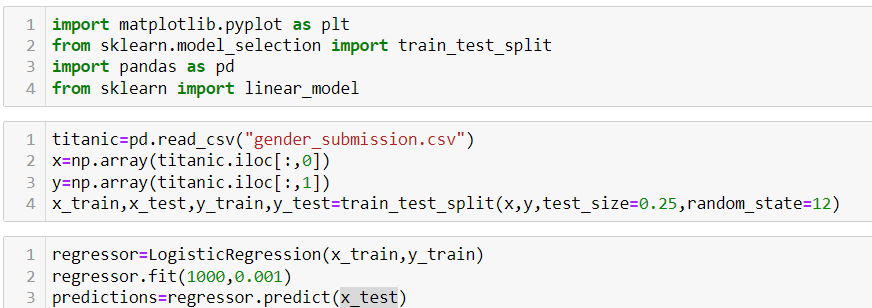 1 import matplotlib.pyplot as plt
2 from sklearn.model_selection import train_test_split
3 import pandas as pd
4 from sklearn import linear_model
1 titanic=pd.read_csv("gender_submission.csv")
2 x=np.array(titanic.iloc[:,0])
3 y=np.array(titanic.iloc[:,1])
4 x_train,x_test,y_train,y_test=train_test_split(x,y,test_size=0.25,random_state=12)
1 regressor=LogisticRegression(x_train,y_train)
2 regressor.fit(1000,0.001)
3 predictions=regressor.predict(x_test)